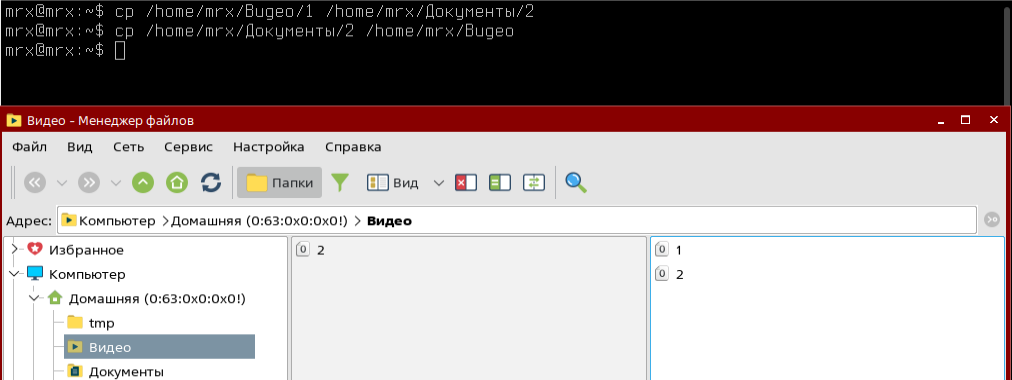 mrx@mrx:~$ cp /home/mrx/Видео/1 /home/mrx/Документы/2
mrx@mrx:~$ cp /home/mrx/Документы/2 /home/mrx/Видео
mrx@mrx:~$
Видео - Менеджер файлов
Файл Вид Сеть Сервис Настройка Справка
Папки Вид
Адрес: Компьютер >Домашняя (0:63:0x0:0x0!) > Видео
Избранное
0 2
0 1
Компьютер
0 2
Домашняя (0:63:0x0:0x0!)
tmp
Видео
Документы